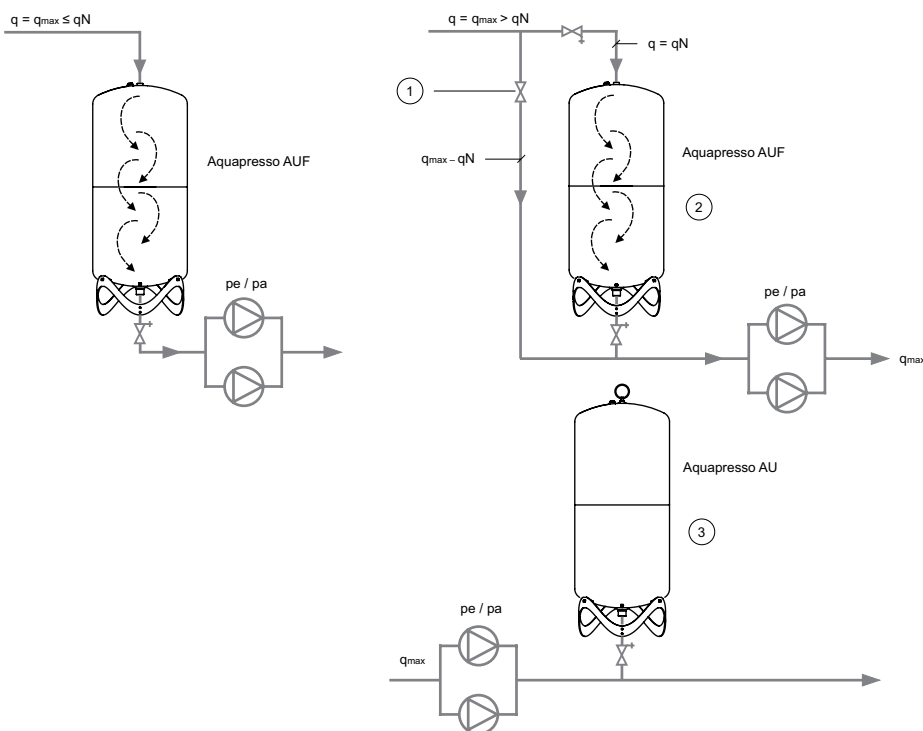 q = qmax ≤ qN
Aquapresso AUF
pe / pa
q = qmax > qN
q = qN
1
qmax – qN
Aquapresso AUF
2
pe / pa
qmax
Aquapresso AU
3
pe / pa
qmax